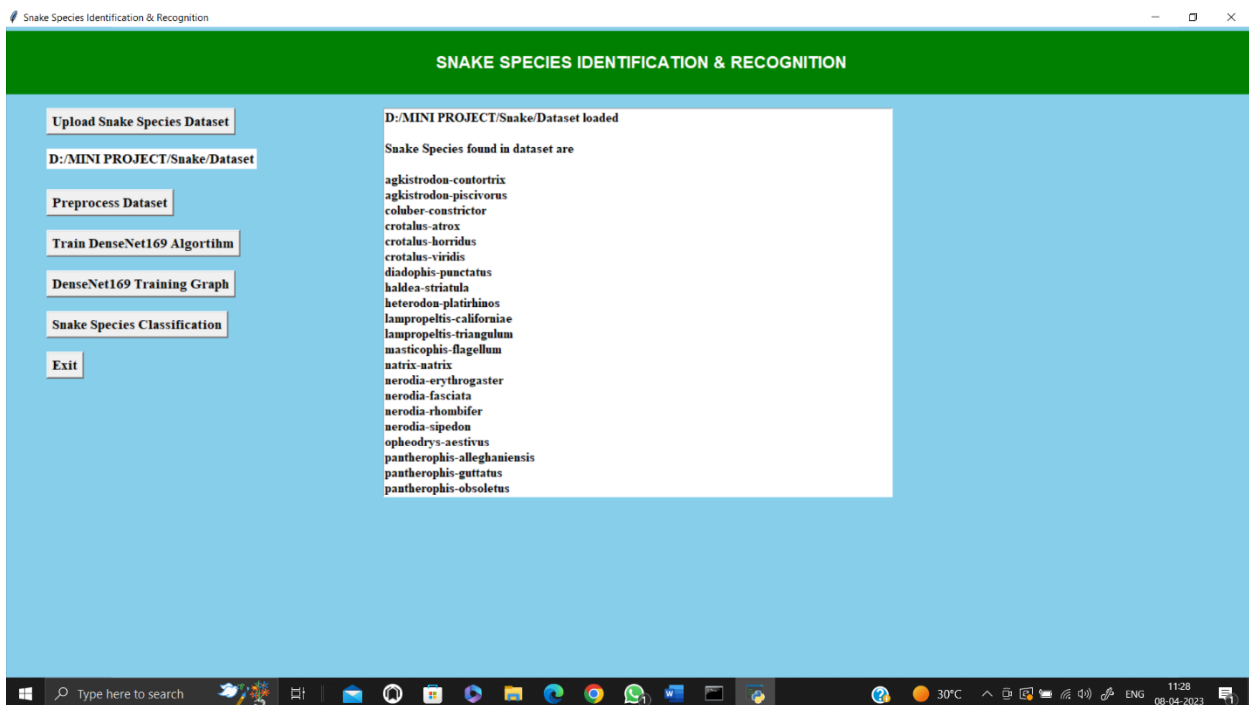 Snake Species Identification & Recognition
SNAKE SPECIES IDENTIFICATION & RECOGNITION
Upload Snake Species Dataset
D:/MINI PROJECT/Snake/Dataset
Preprocess Dataset
Train DenseNet169 Algortihm
DenseNet169 Training Graph
Snake Species Classification
Exit
D:/MINI PROJECT/Snake/Dataset loaded
Snake Species found in dataset are
agkistrodon-contortrix
agkistrodon-piscivorus
coluber-constrictor
crotalus-atrox
crotalus-horridus
crotalus-viridis
diadophis-punctatus
haldea-striatula
heterodon-platirhinos
lampropeltis-californiae
lampropeltis-triangulum
masticophis-flagellum
natrix-natrix
nerodia-erythrogaster
nerodia-fasciata
nerodia-rhombifer
nerodia-sipedon
opheodrys-aestivus
pantherophis-alleghaniensis
pantherophis-guttatus
pantherophis-obsoletus
Type here to search
30°C
ENG
11:28
08-04-2023